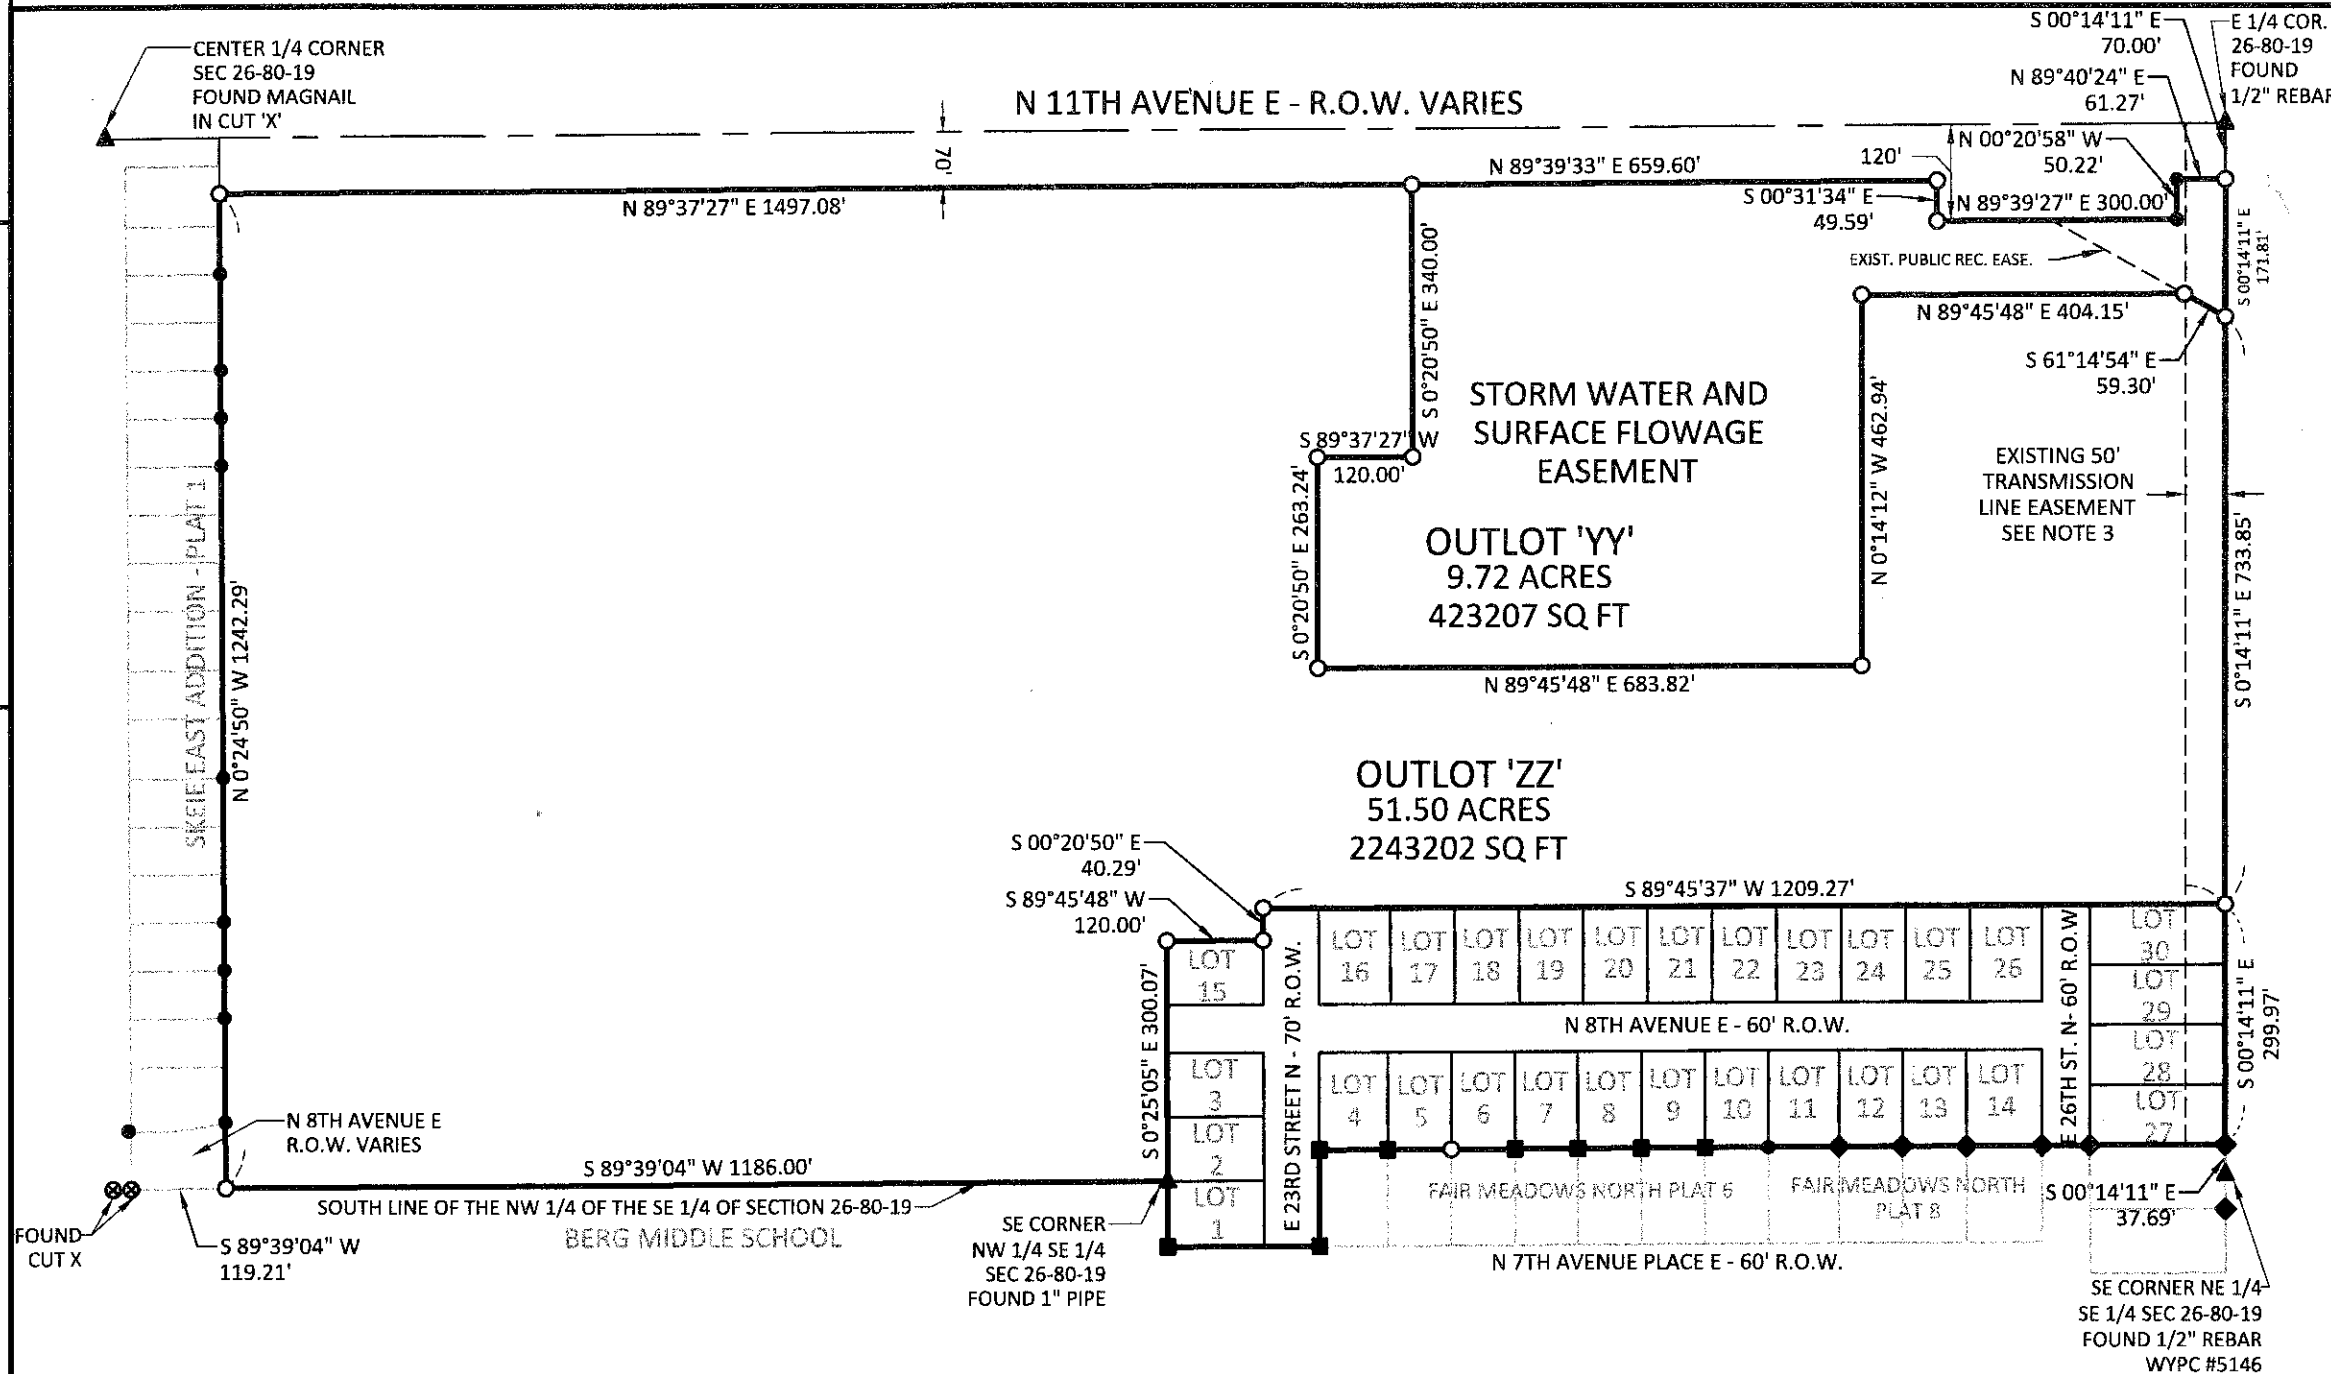 CENTER 1/4 CORNER
SEC 26-80-19
FOUND MAGNAIL
IN CUT 'X'
N 11TH AVENUE E - R.O.W. VARIES
70'
S 00°14'11" E
70.00'
E 1/4 COR.
26-80-19
FOUND
1/2" REBAR
N 89°40'24" E
61.27'
N 00°20'58" W
50.22'
120'
N 89°39'33" E 659.60'
N 89°37'27" E 1497.08'
S 00°31'34" E
49.59'
N 89°39'27" E 300.00'
EXIST. PUBLIC REC. EASE.
S 00°14'11" E
171.81'
S 0°20'50" E 340.00'
N 89°45'48" E 404.15'
S 61°14'54" E
59.30'
STORM WATER AND
SURFACE FLOWAGE
EASEMENT
S 89°37'27" W
120.00'
N 0°14'12" W 462.94'
S 0°20'50" E 263.24'
EXISTING 50'
TRANSMISSION
LINE EASEMENT
SEE NOTE 3
OUTLOT 'YY'
9.72 ACRES
423207 SQ FT
S 0°14'11" E 733.85'
SKEIE EAST ADDITION - PLAT 1
N 0°24'50" W 1242.29'
N 89°45'48" E 683.82'
OUTLOT 'ZZ'
51.50 ACRES
2243202 SQ FT
S 00°20'50" E
40.29'
S 89°45'48" W
120.00'
S 89°45'37" W 1209.27'
LOT
15
LOT
16
LOT
17
LOT
18
LOT
19
LOT
20
LOT
21
LOT
22
LOT
23
LOT
24
LOT
25
LOT
26
LOT
30
LOT
29
LOT
28
LOT
27
S 0°25'05" E 300.07'
E 23RD STREET N - 70' R.O.W.
N 8TH AVENUE E - 60' R.O.W.
E 26TH ST. N- 60' R.O.W
S 00°14'11" E
299.97'
LOT
3
LOT
2
LOT
1
LOT
4
LOT
5
LOT
6
LOT
7
LOT
8
LOT
9
LOT
10
LOT
11
LOT
12
LOT
13
LOT
14
N 8TH AVENUE E
R.O.W. VARIES
S 89°39'04" W 1186.00'
SOUTH LINE OF THE NW 1/4 OF THE SE 1/4 OF SECTION 26-80-19
BERG MIDDLE SCHOOL
FOUND
CUT X
S 89°39'04" W
119.21'
SE CORNER
NW 1/4 SE 1/4
SEC 26-80-19
FOUND 1" PIPE
FAIR MEADOWS NORTH PLAT 6
FAIR MEADOWS NORTH
PLAT 8
S 00°14'11" E
37.69'
N 7TH AVENUE PLACE E - 60' R.O.W.
SE CORNER NE 1/4
SE 1/4 SEC 26-80-19
FOUND 1/2" REBAR
WYPC #5146